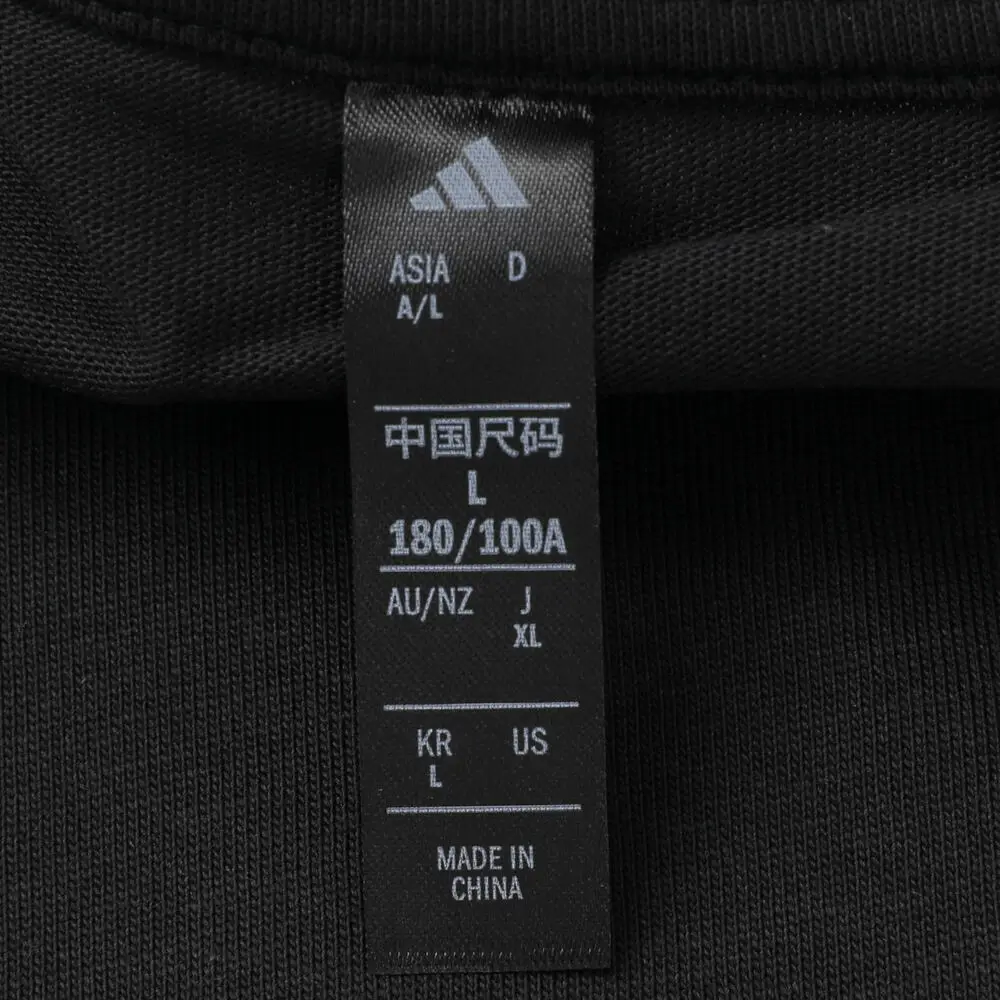 ASIA D
A/L
中国尺码
L
180/100A
AU/NZ J
XL
KR US
L
MADE IN
CHINA